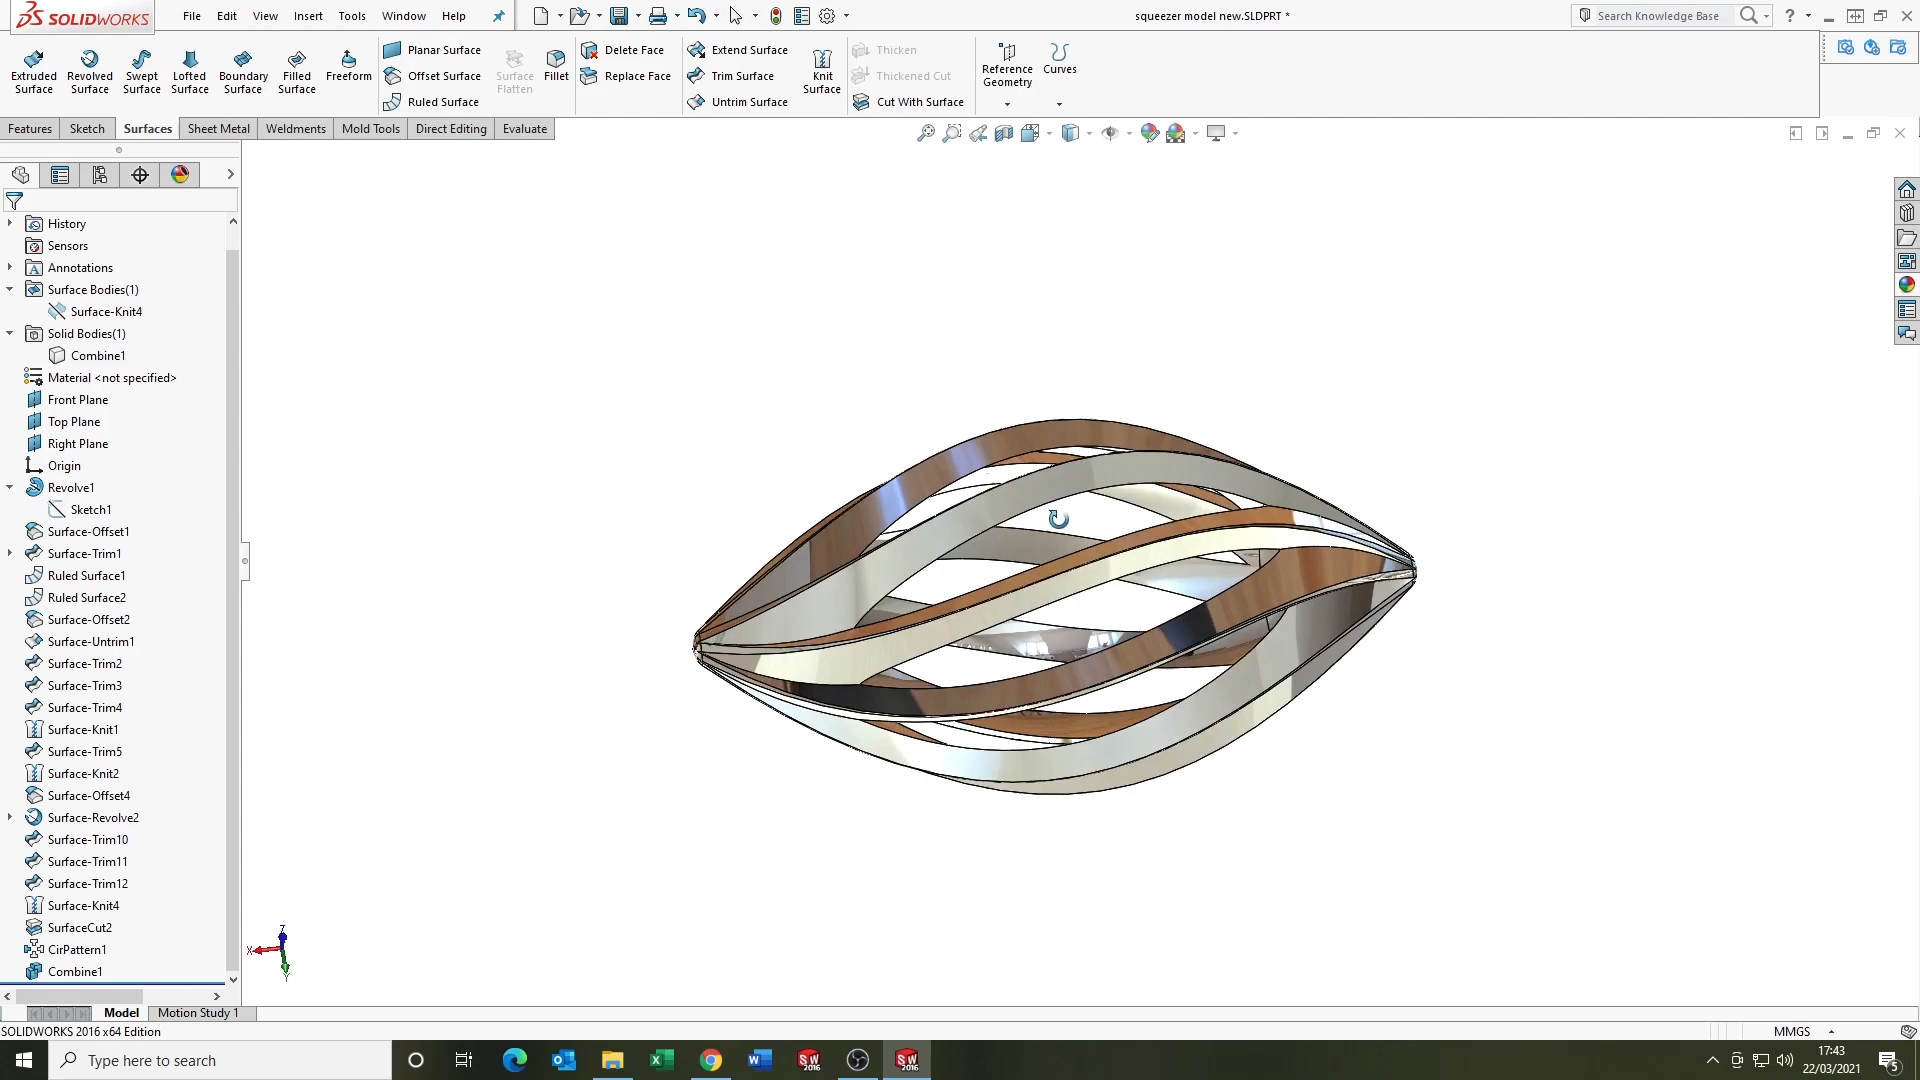 SOLIDWORKS
File Edit View Insert Tools Window Help
squeezer model new.SLDPRT *
Search Knowledge Base
Extruded Surface
Revolved Surface
Swept Surface
Lofted Surface
Boundary Surface
Filled Surface
Freeform
Planar Surface
Offset Surface
Ruled Surface
Surface Flatten
Fillet
Delete Face
Replace Face
Extend Surface
Trim Surface
Untrim Surface
Knit Surface
Thicken
Thickened Cut
Cut With Surface
Reference Geometry
Curves
Features Sketch Surfaces Sheet Metal Weldments Mold Tools Direct Editing Evaluate
History
Sensors
Annotations
Surface Bodies(1)
Surface-Knit4
Solid Bodies(1)
Combine1
Material <not specified>
Front Plane
Top Plane
Right Plane
Origin
Revolve1
Sketch1
Surface-Offset1
Surface-Trim1
Ruled Surface1
Ruled Surface2
Surface-Offset2
Surface-Untrim1
Surface-Trim2
Surface-Trim3
Surface-Trim4
Surface-Knit1
Surface-Trim5
Surface-Knit2
Surface-Offset4
Surface-Revolve2
Surface-Trim10
Surface-Trim11
Surface-Trim12
Surface-Knit4
SurfaceCut2
CirPattern1
Combine1
Z
X
Y
Model Motion Study 1
SOLIDWORKS 2016 x64 Edition
MMGS
Type here to search
SW 2016
SW 2016
17:43
22/03/2021
5